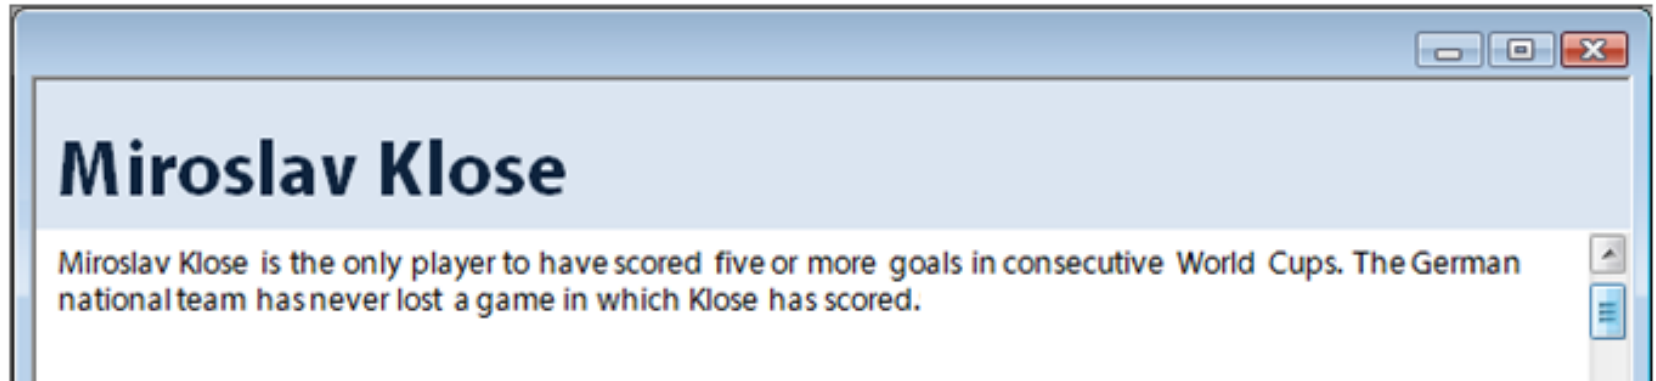 Miroslav Klose
Miroslav Klose is the only player to have scored five or more goals in consecutive World Cups. The German
national team has never lost a game in which Klose has scored.